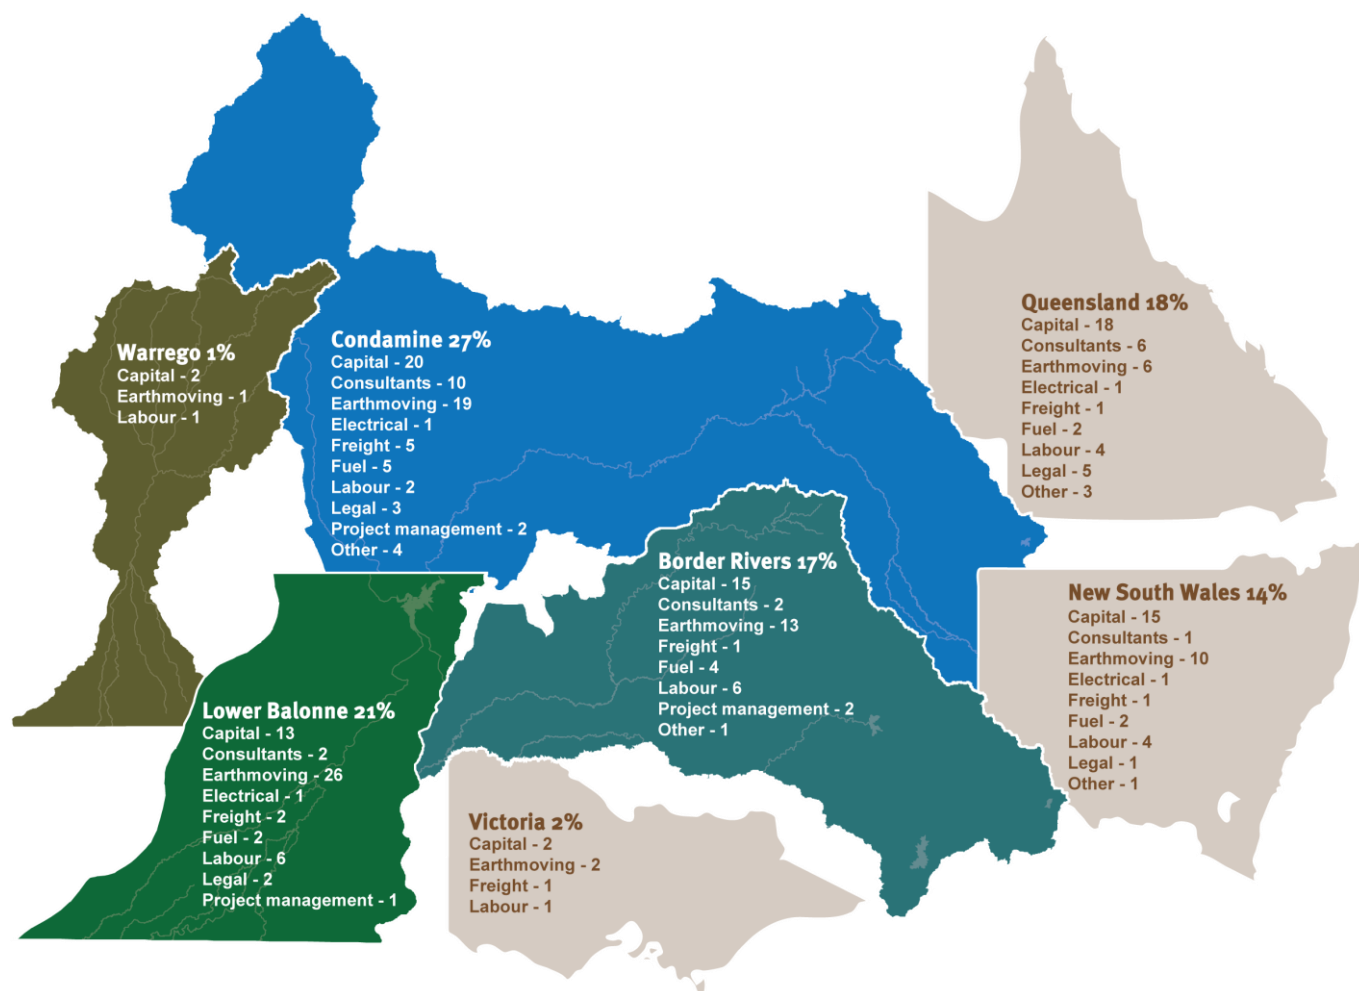 Warrego 1%
Capital - 2
Earthmoving - 1
Labour - 1
Condamine 27%
Capital - 20
Consultants - 10
Earthmoving - 19
Electrical - 1
Freight - 5
Fuel - 5
Labour - 2
Legal - 3
Project management - 2
Other - 4
Queensland 18%
Capital - 18
Consultants - 6
Earthmoving - 6
Electrical - 1
Freight - 1
Fuel - 2
Labour - 4
Legal - 5
Other - 3
Border Rivers 17%
Capital - 15
Consultants - 2
Earthmoving - 13
Freight - 1
Fuel - 4
Labour - 6
Project management - 2
Other - 1
New South Wales 14%
Capital - 15
Consultants - 1
Earthmoving - 10
Electrical - 1
Freight - 1
Fuel - 2
Labour - 4
Legal - 1
Other - 1
Lower Balonne 21%
Capital - 13
Consultants - 2
Earthmoving - 26
Electrical - 1
Freight - 2
Fuel - 2
Labour - 6
Legal - 2
Project management - 1
Victoria 2%
Capital - 2
Earthmoving - 2
Freight - 1
Labour - 1